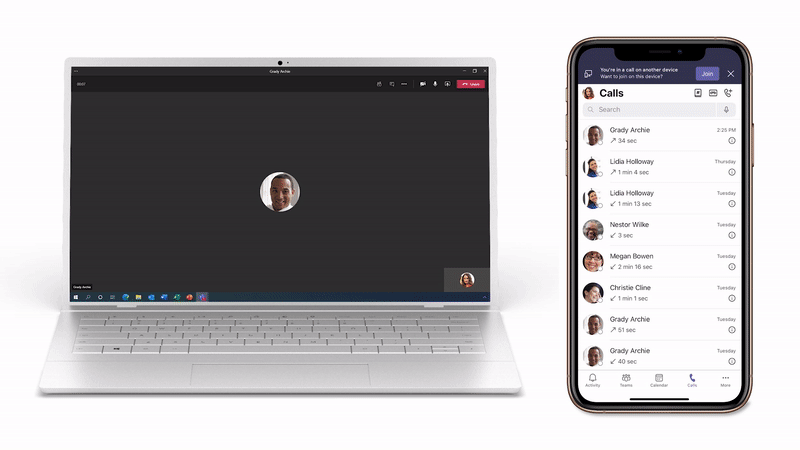 Grady Archie
00:07
Leave
Grady Archie
You're in a call on another device
Want to join on this device?
Join
Calls
Search
Grady Archie
2:26 PM
↗ 34 sec
Lidia Holloway
Thursday
↗ 1 min 4 sec
Lidia Holloway
Tuesday
↙ 1 min 13 sec
Nestor Wilke
Tuesday
↙ 3 sec
Megan Bowen
Tuesday
↙ 2 min 16 sec
Christie Cline
Tuesday
↙ 1 min 1 sec
Grady Archie
Tuesday
↗ 51 sec
Grady Archie
Tuesday
↙ 40 sec
Activity
Teams
Calendar
Calls
More